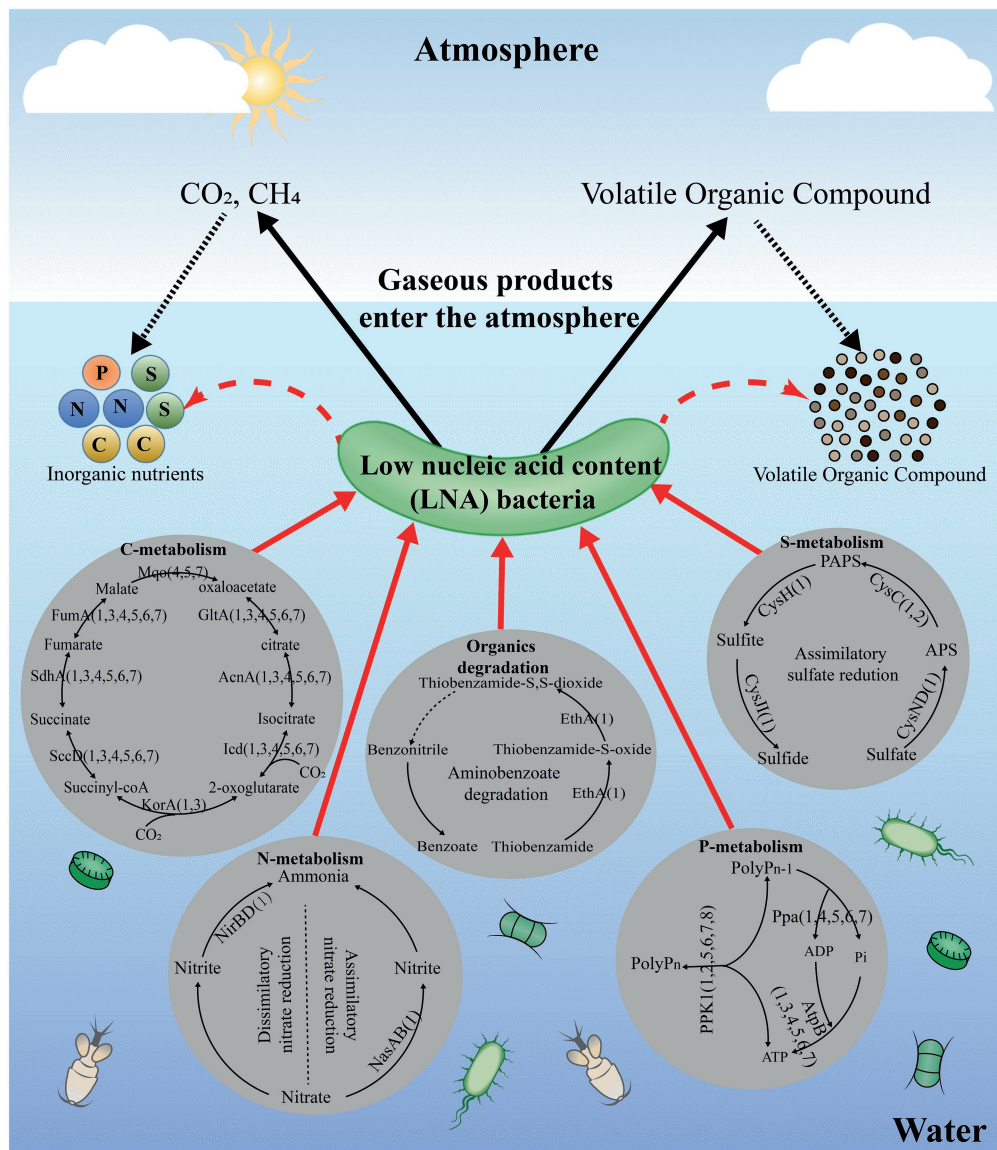 Atmosphere
CO₂, CH₄
Volatile Organic Compound
Gaseous products
enter the atmosphere
P
S
N
N
S
C
C
Inorganic nutrients
Volatile Organic Compound
Low nucleic acid content
(LNA) bacteria
C-metabolism
Mqo(4,5,7)
Malate
oxaloacetate
FumA(1,3,4,5,6,7)
GltA(1,3,4,5,6,7)
Fumarate
citrate
SdhA(1,3,4,5,6,7)
AcnA(1,3,4,5,6,7)
Succinate
Isocitrate
SccD(1,3,4,5,6,7)
Icd(1,3,4,5,6,7)
CO₂
Succinyl-coA
2-oxoglutarate
KorA(1,3)
CO₂
Organics
degradation
Thiobenzamide-S,S-dioxide
EthA(1)
Benzonitrile
Thiobenzamide-S-oxide
Aminobenzoate
degradation
EthA(1)
Benzoate
Thiobenzamide
S-metabolism
PAPS
CysH(1)
CysC(1,2)
Sulfite
APS
Assimilatory
sulfate redution
CysJI(1)
CysND(1)
Sulfide
Sulfate
N-metabolism
Ammonia
NirBD(1)
Nitrite
Nitrite
Dissimilatory
nitrate reduction
Assimilatory
nitrate reduction
NasAB(1)
Nitrate
P-metabolism
PolyPn-1
Ppa(1,4,5,6,7)
ADP
Pi
PolyPn
PPK1(1,2,5,6,7,8)
AtpB
(1,3,4,5,6,7)
ATP
Water